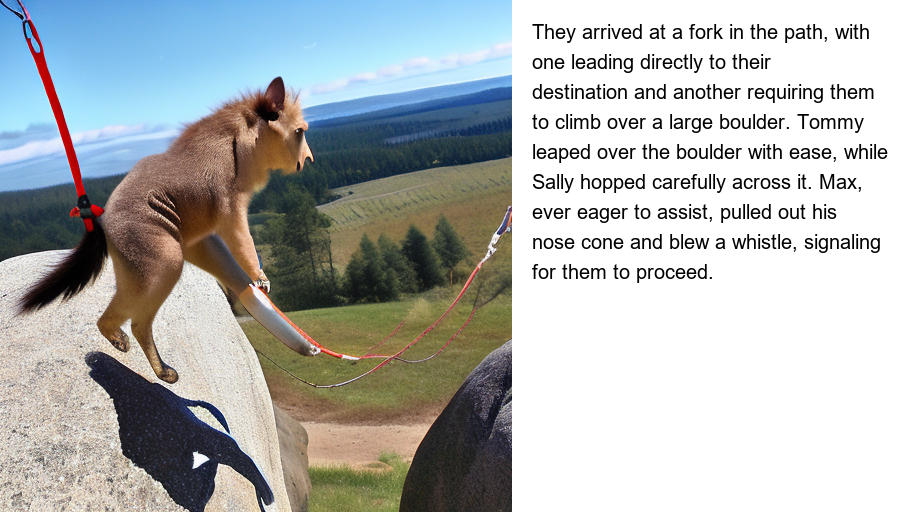 They arrived at a fork in the path, with
one leading directly to their
destination and another requiring them
to climb over a large boulder. Tommy
leaped over the boulder with ease, while
Sally hopped carefully across it. Max,
ever eager to assist, pulled out his
nose cone and blew a whistle, signaling
for them to proceed.